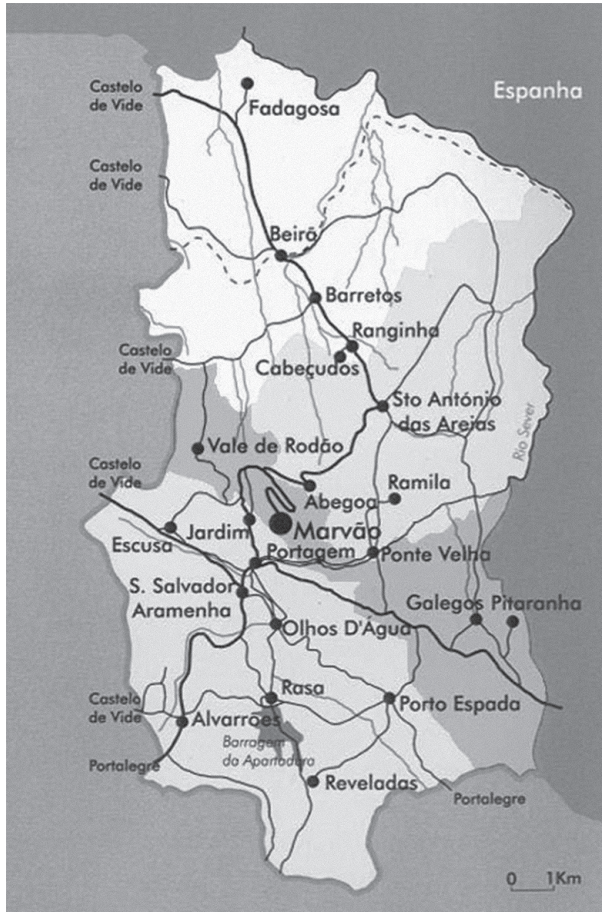 Castelo
de Vide
Fadagosa
Espanha
Castelo
de Vide
Beirã
Barretos
Ranginha
Castelo
de Vide
Cabeçudos
Sto António
das Areias
Rio Sever
Vale de Rodão
Castelo
de Vide
Abegoa
Ramila
Jardim
Marvão
Escusa
Portagem
Ponte Velha
S. Salvador
Aramenha
Galegos
Pitaranha
Olhos D'Água
Castelo
de Vide
Rasa
Porto Espada
Alvarrões
Barragem
da Apartadura
Portalegre
Reveladas
Portalegre
0 1Km